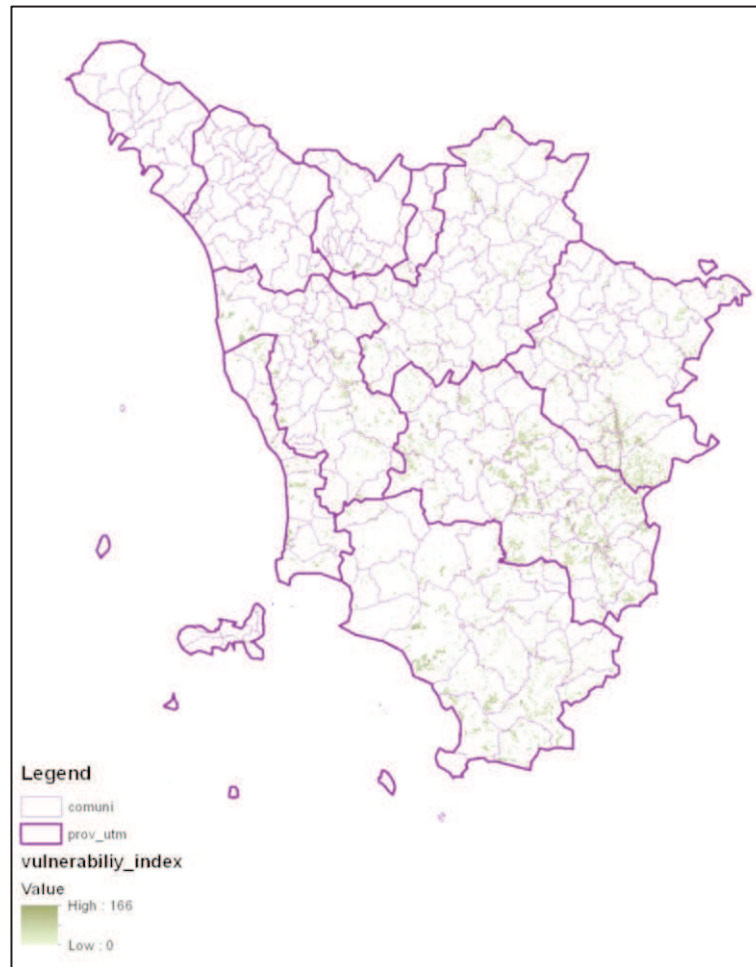 Legend
comuni
prov_utm
vulnerabiliy_index
Value
High : 166
Low : 0